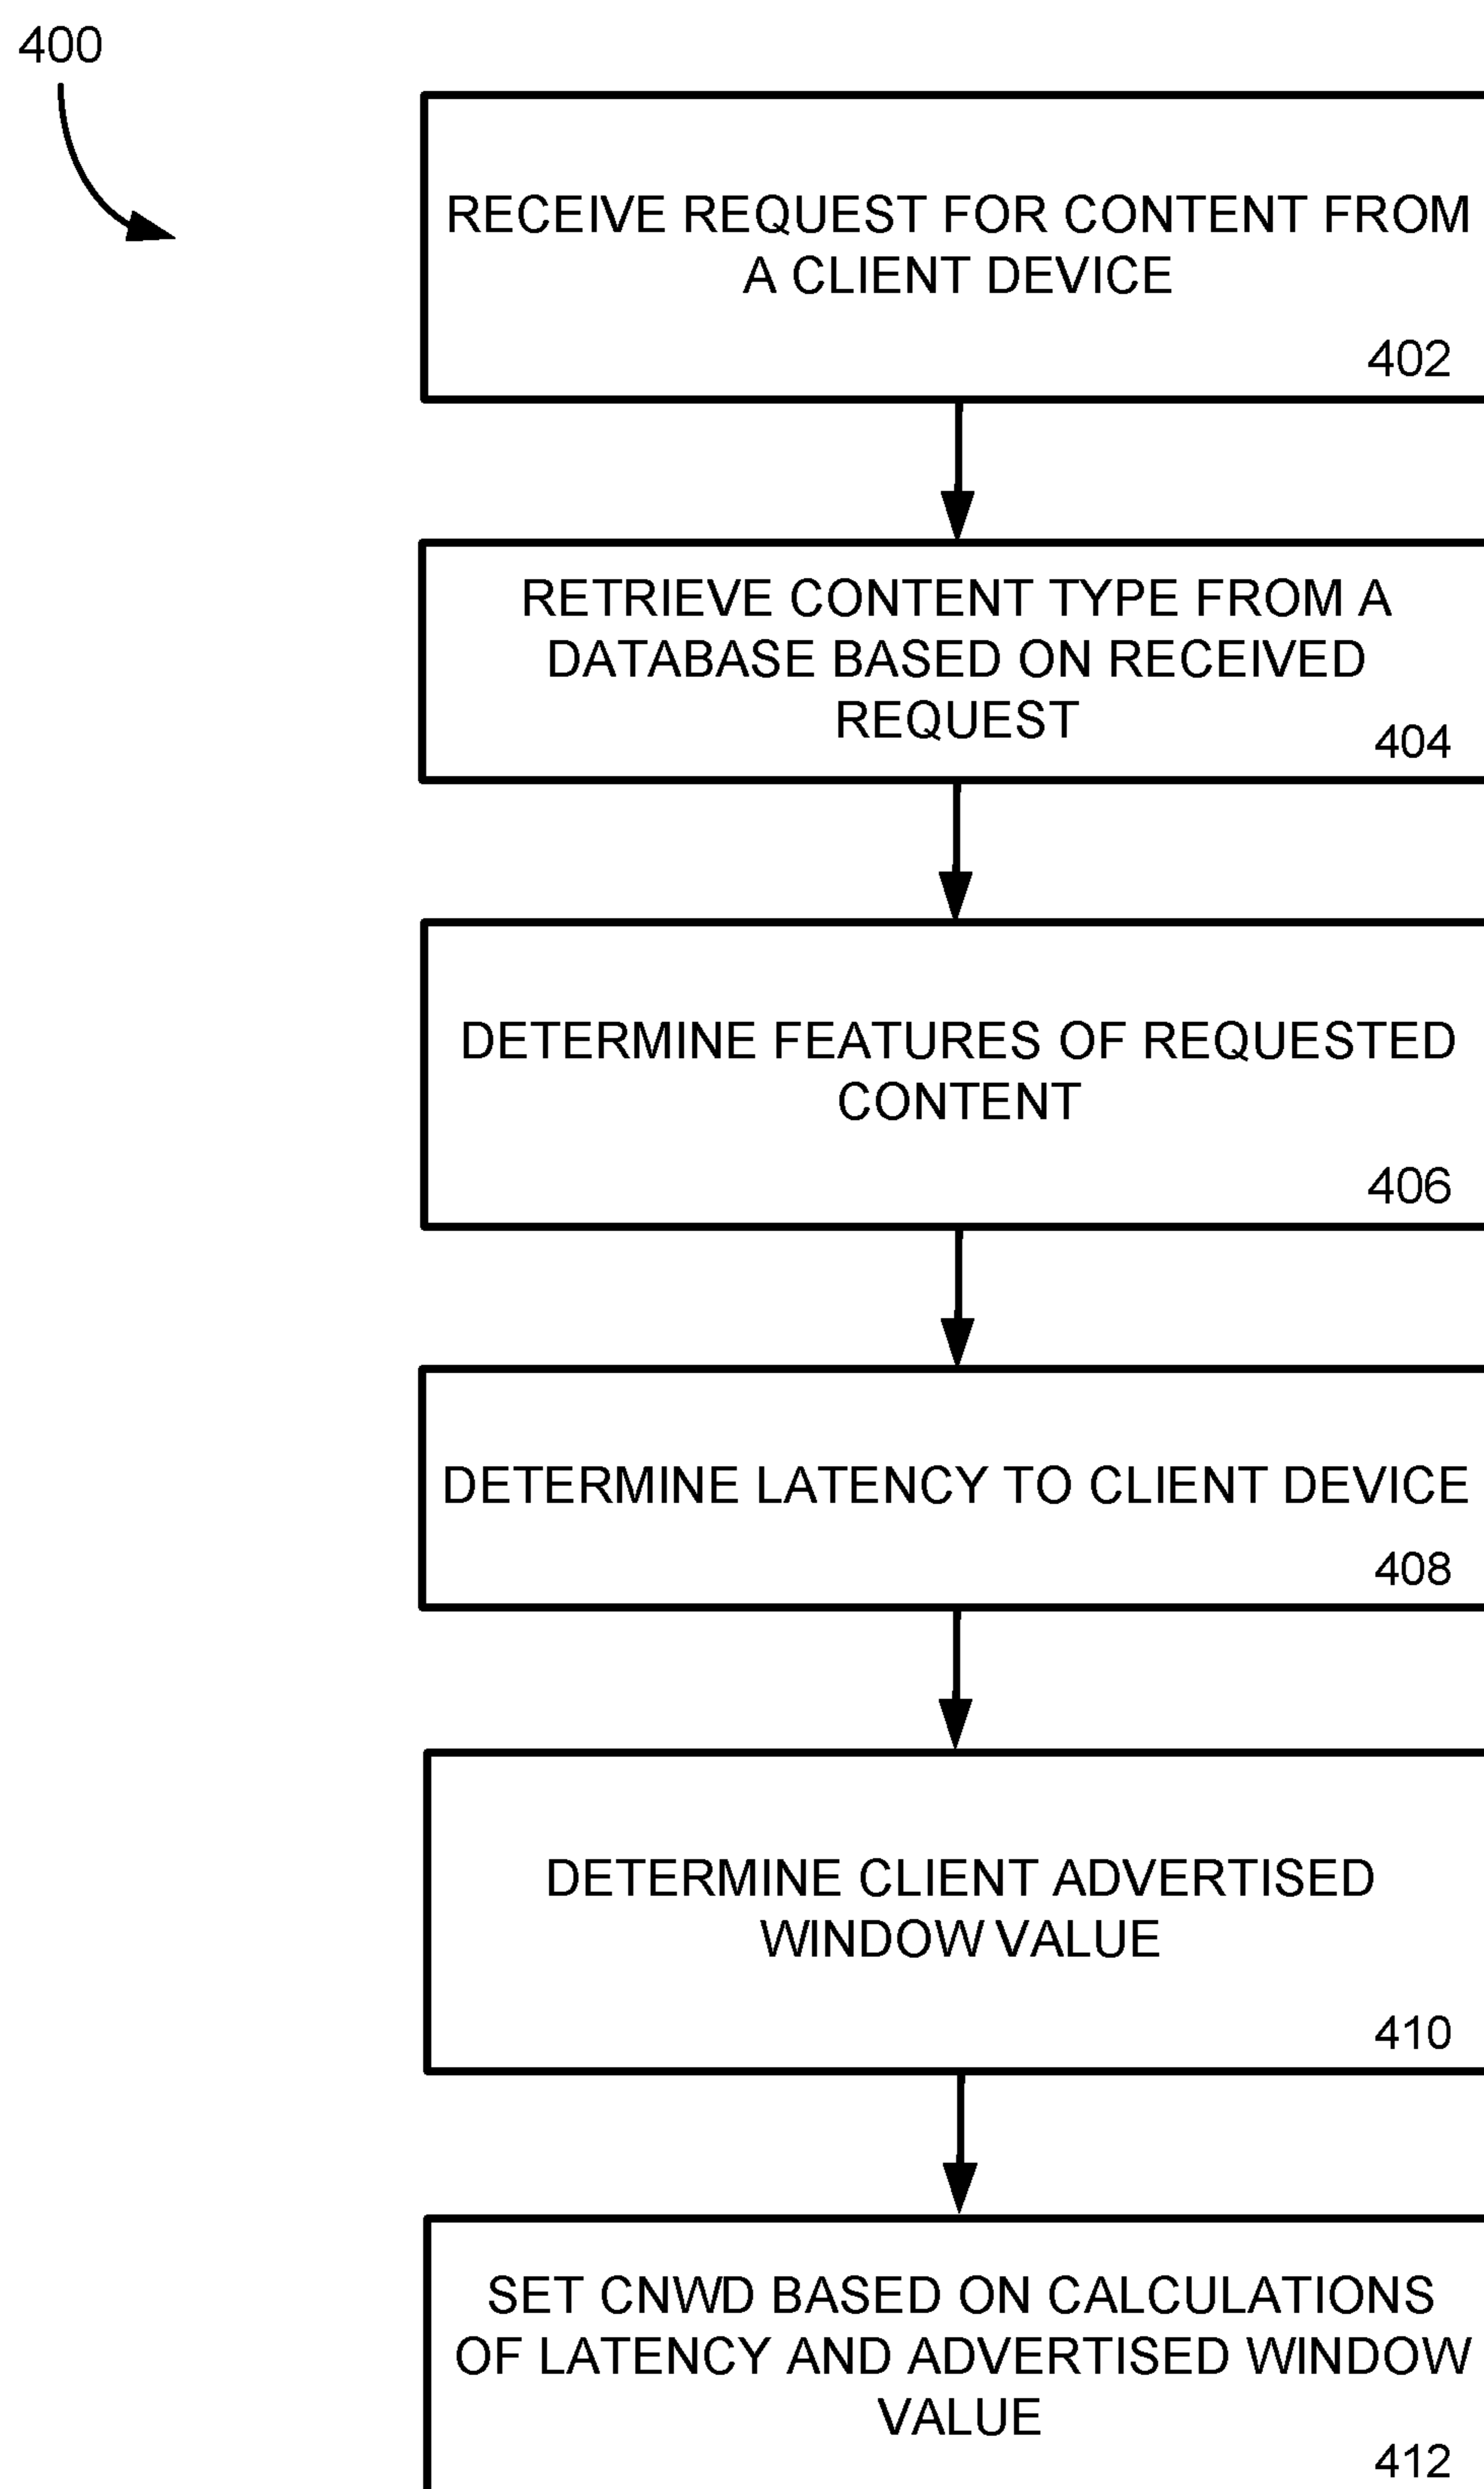 400
RECEIVE REQUEST FOR CONTENT FROM
A CLIENT DEVICE
402
RETRIEVE CONTENT TYPE FROM A
DATABASE BASED ON RECEIVED
REQUEST
404
DETERMINE FEATURES OF REQUESTED
CONTENT
406
DETERMINE LATENCY TO CLIENT DEVICE
408
DETERMINE CLIENT ADVERTISED
WINDOW VALUE
410
SET CNWD BASED ON CALCULATIONS
OF LATENCY AND ADVERTISED WINDOW
VALUE
412